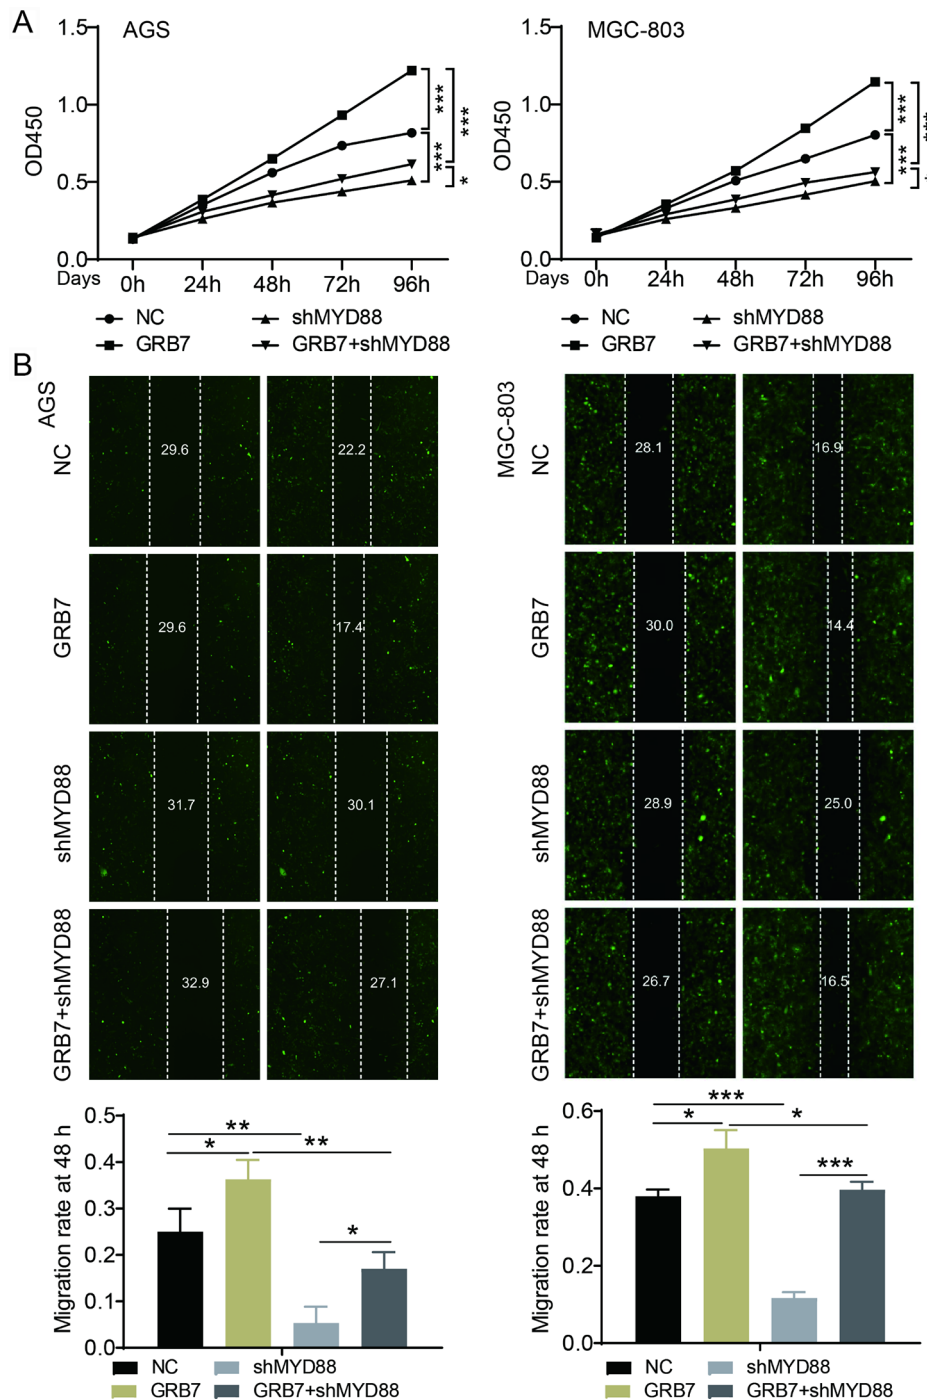 A
AGS
1.5
1.0
0.5
0.0
OD450
Days
0h 24h 48h 72h 96h
***
***
***
*
NC
shMYD88
GRB7
GRB7+shMYD88
MGC-803
1.5
1.0
0.5
0.0
OD450
Days
0h 24h 48h 72h 96h
***
***
NC
shMYD88
GRB7
GRB7+shMYD88
B
AGS
NC
29.6
22.2
GRB7
29.6
17.4
shMYD88
31.7
30.1
GRB7+shMYD88
32.9
27.1
MGC-803
NC
28.1
16.9
GRB7
30.0
14.4
shMYD88
28.9
25.0
GRB7+shMYD88
26.7
16.5
Migration rate at 48 h
0.5
0.4
0.3
0.2
0.1
0.0
**
*
**
*
NC
shMYD88
GRB7
GRB7+shMYD88
Migration rate at 48 h
0.6
0.4
0.2
0.0
***
*
*
***
NC
shMYD88
GRB7
GRB7+shMYD88